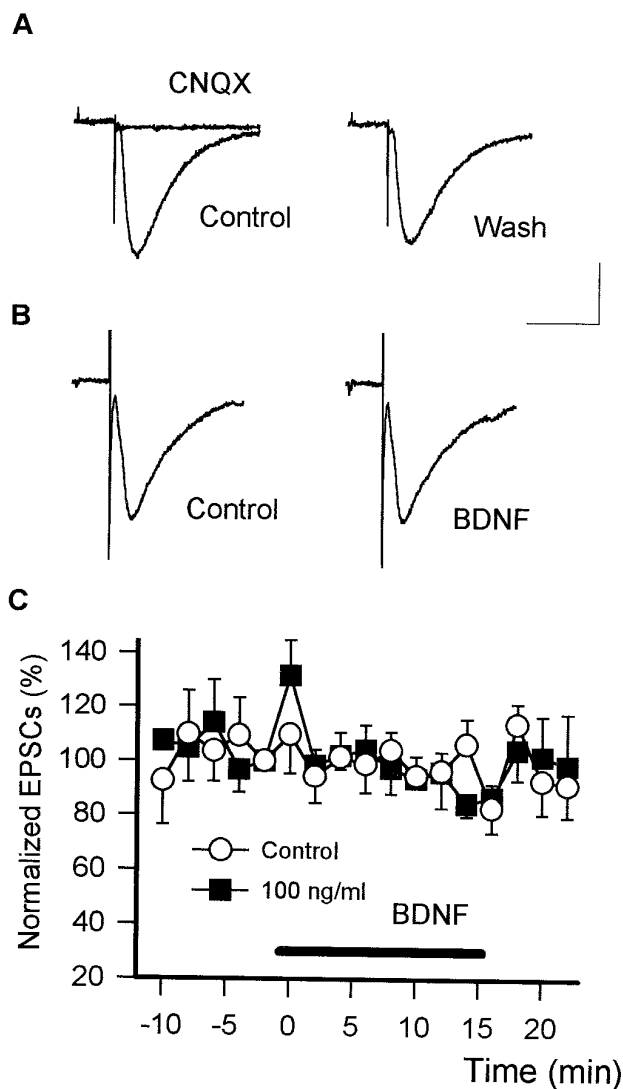 A
CNQX
Control
Wash
B
Control
BDNF
C
Normalized EPSCs (%)
140
120
100
80
60
40
20
Control
100 ng/ml
BDNF
-10 -5 0 5 10 15 20
Time (min)